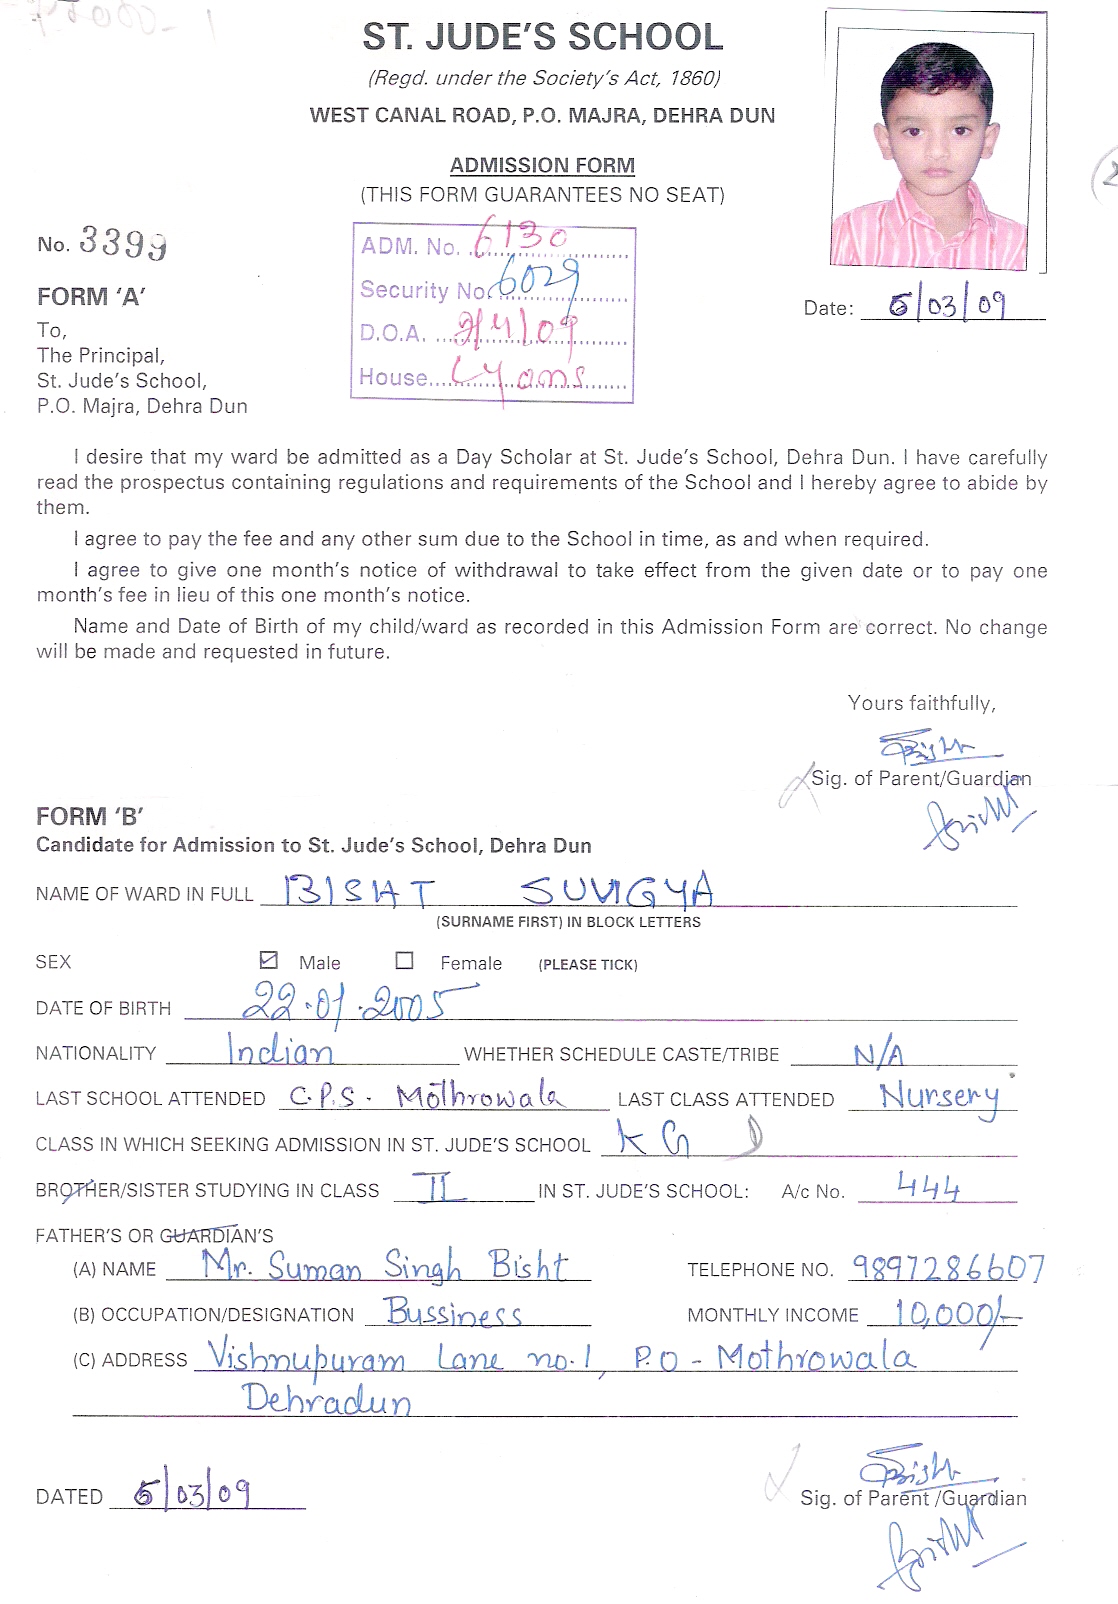 ST. JUDE'S SCHOOL
(Regd. under the Society's Act, 1860)
WEST CANAL ROAD, P.O. MAJRA, DEHRA DUN
ADMISSION FORM
(THIS FORM GUARANTEES NO SEAT)
No. 3399
ADM. No. 6130
Security No. 6029
D.O.A. 2/4/09
House Lyons
Date: 5/03/09
FORM 'A'
To,
The Principal,
St. Jude's School,
P.O. Majra, Dehra Dun
I desire that my ward be admitted as a Day Scholar at St. Jude's School, Dehra Dun. I have carefully
read the prospectus containing regulations and requirements of the School and I hereby agree to abide by
them.
I agree to pay the fee and any other sum due to the School in time, as and when required.
I agree to give one month's notice of withdrawal to take effect from the given date or to pay one
month's fee in lieu of this one month's notice.
Name and Date of Birth of my child/ward as recorded in this Admission Form are correct. No change
will be made and requested in future.
Yours faithfully,
Bisht
Sig. of Parent/Guardian
Bisht
FORM 'B'
Candidate for Admission to St. Jude's School, Dehra Dun
NAME OF WARD IN FULL BISHT SUVIGYA
(SURNAME FIRST) IN BLOCK LETTERS
SEX Male Female (PLEASE TICK)
DATE OF BIRTH 22.01.2005
NATIONALITY Indian WHETHER SCHEDULE CASTE/TRIBE N/A
LAST SCHOOL ATTENDED C.P.S. Mothrowala LAST CLASS ATTENDED Nursery
CLASS IN WHICH SEEKING ADMISSION IN ST. JUDE'S SCHOOL KG D
BROTHER/SISTER STUDYING IN CLASS II IN ST. JUDE'S SCHOOL: A/c No. 444
FATHER'S OR GUARDIAN'S
(A) NAME Mr. Suman Singh Bisht TELEPHONE NO. 9897286607
(B) OCCUPATION/DESIGNATION Bussiness MONTHLY INCOME 10,000/-
(C) ADDRESS Vishnupuram Lane no.1, P.O - Mothrowala
Dehradun
DATED 5/03/09
Bisht
Sig. of Parent /Guardian
Bisht